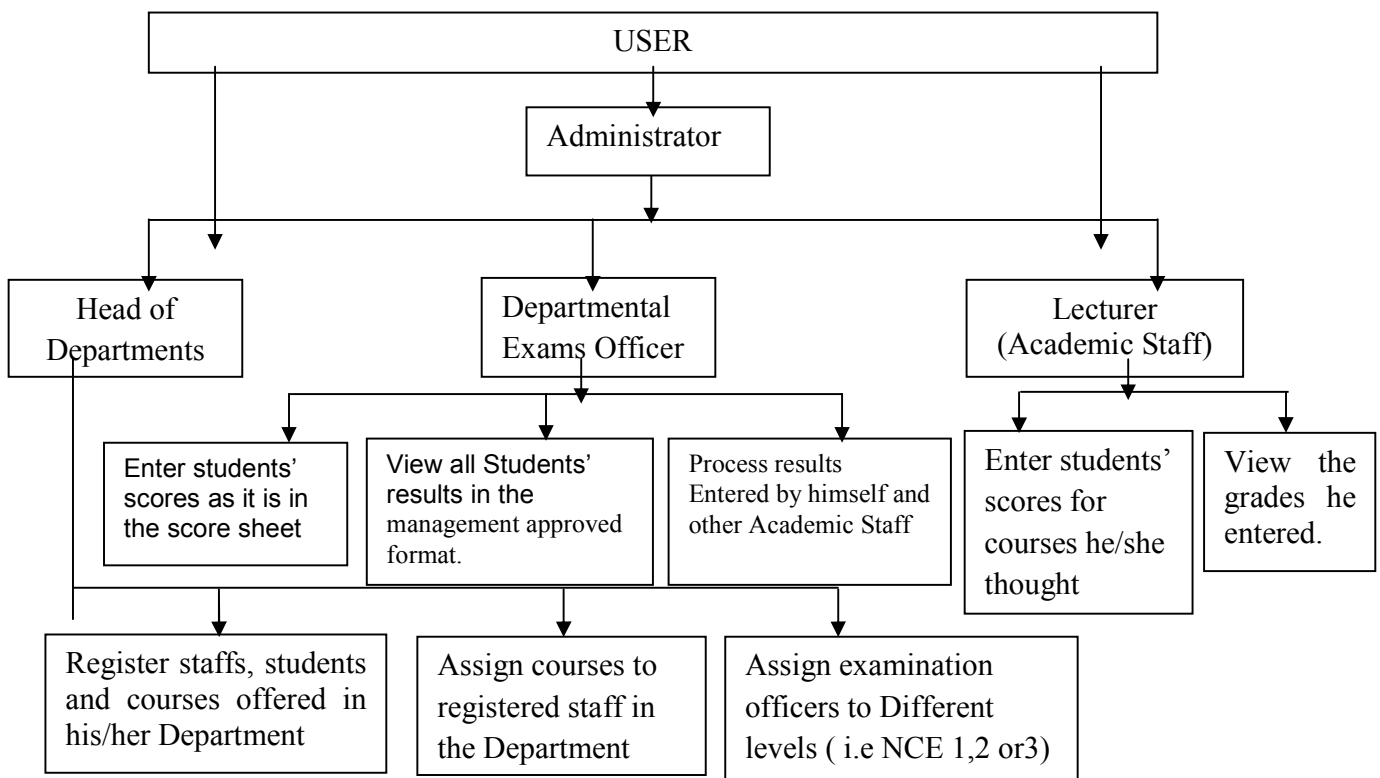 USER
Administrator
Head of
Departments
Departmental
Exams Officer
Lecturer
(Academic Staff)
Enter students’
scores as it is in
the score sheet
View all Students’
results in the
management approved
format.
Process results
Entered by himself and
other Academic Staff
Enter students’
scores for
courses he/she
thought
View the
grades he
entered.
Register staffs, students
and courses offered in
his/her Department
Assign courses to
registered staff in
the Department
Assign examination
officers to Different
levels ( i.e NCE 1,2 or3)